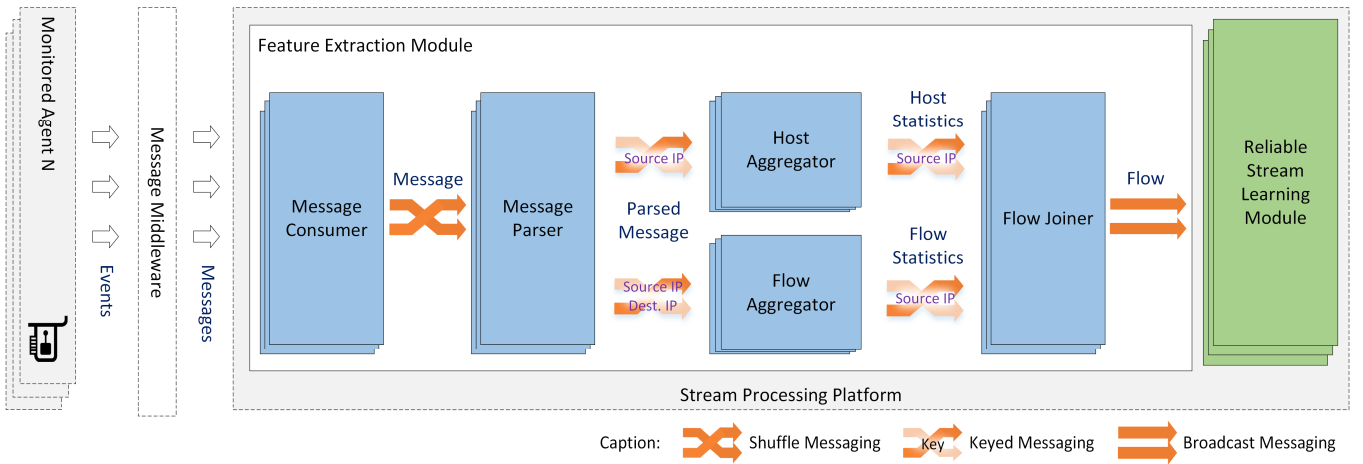 Monitored Agent N
Events
Message Middleware
Messages
Feature Extraction Module
Message
Consumer
Message
Message
Parser
Source IP
Parsed
Message
Source IP
Dest. IP
Host
Aggregator
Flow
Aggregator
Host
Statistics
Source IP
Flow
Statistics
Source IP
Flow Joiner
Flow
Reliable
Stream
Learning
Module
Stream Processing Platform
Caption:
Shuffle Messaging
Key
Keyed Messaging
Broadcast Messaging